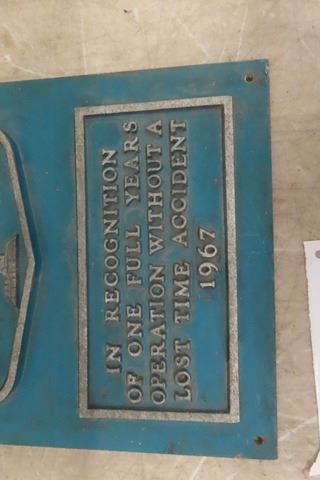 IN RECOGNITION
OF ONE FULL YEARS
OPERATION WITHOUT A
LOST TIME ACCIDENT
1967